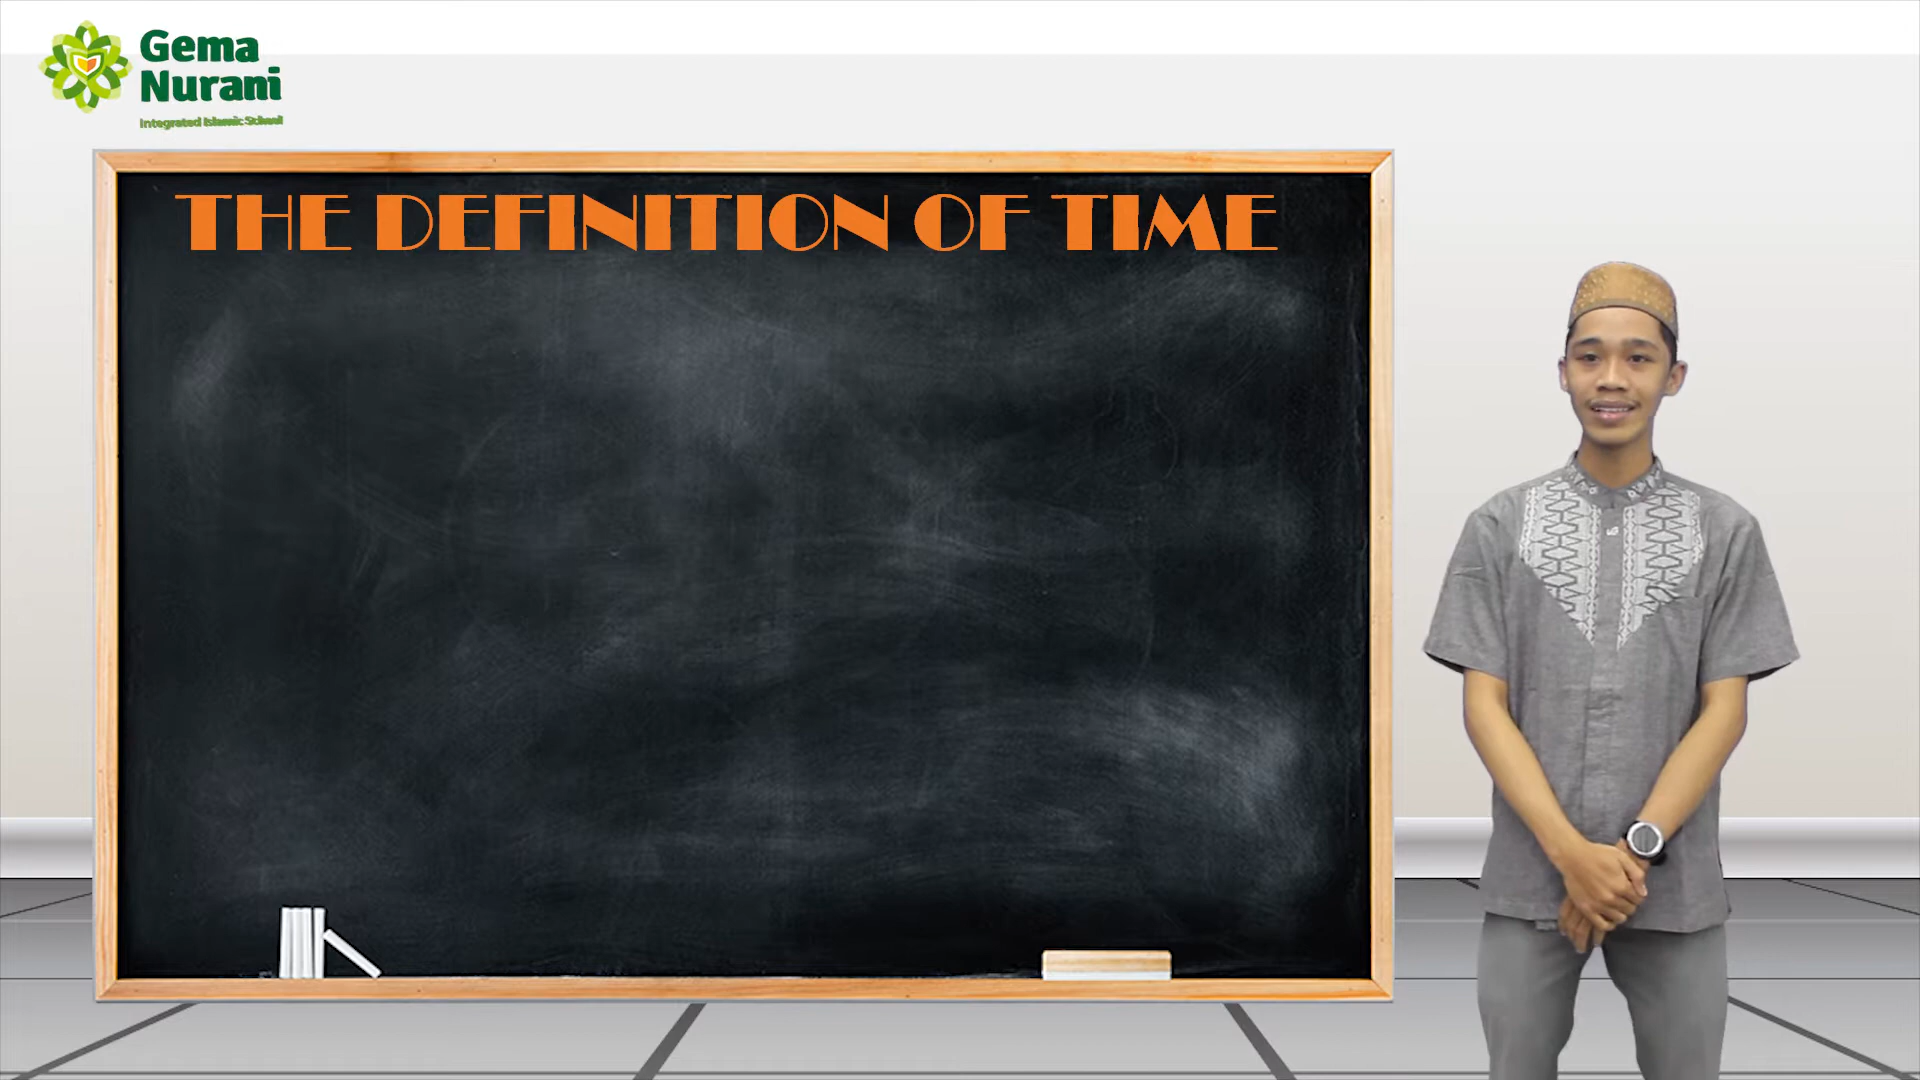 Gema
Nurani
Integrated Islamic School
THE DEFINITION OF TIME